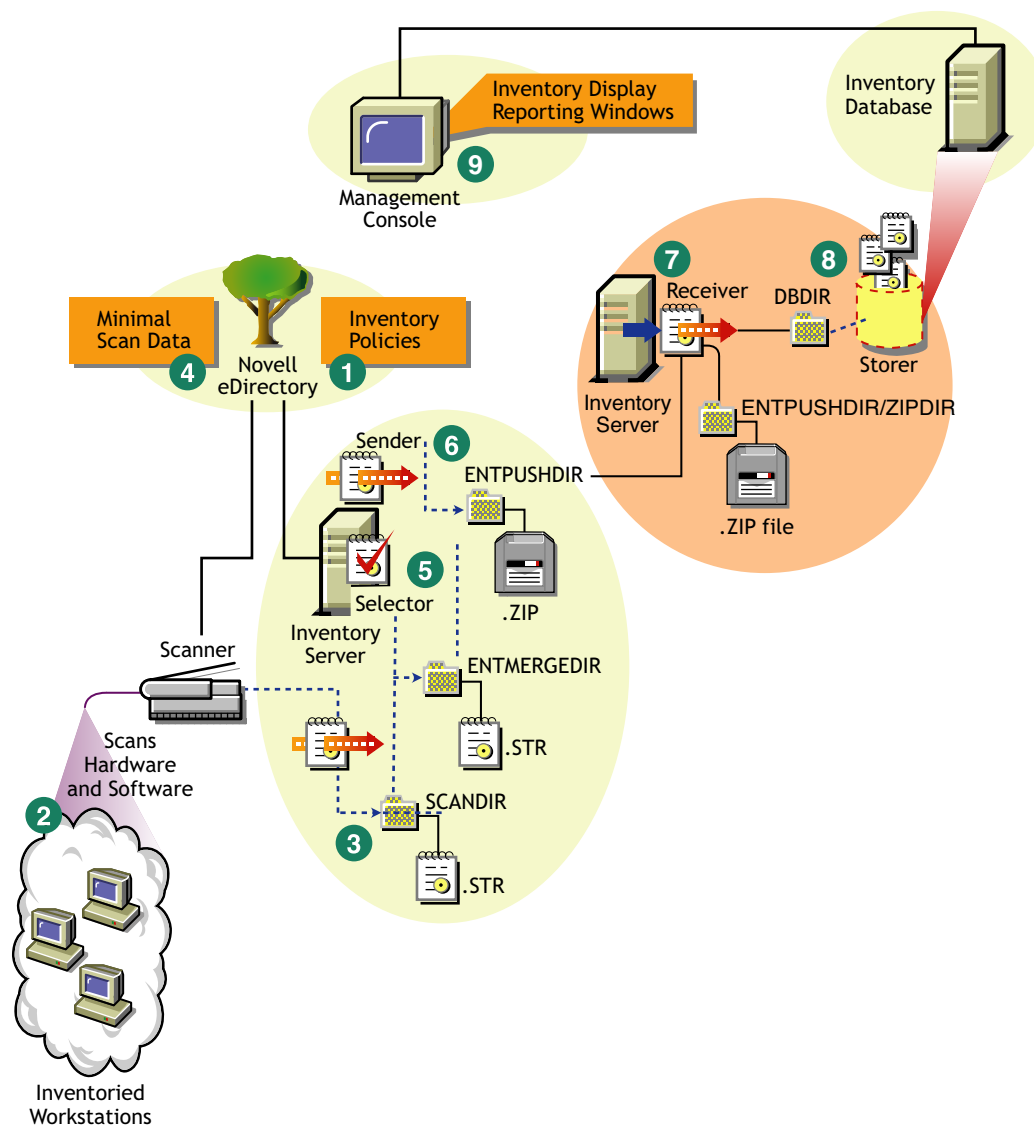 Inventory Display
Reporting Windows
Inventory
Database
9
Management
Console
7
Receiver
8
DBDIR
Storer
Inventory
Server
ENTPUSHDIR/ZIPDIR
.ZIP file
Minimal
Scan Data
4
Inventory
Policies
1
Novell
eDirectory
Sender
6
ENTPUSHDIR
.ZIP
5
Selector
Inventory
Server
Scanner
ENTMERGEDIR
.STR
Scans
Hardware
and Software
SCANDIR
3
.STR
2
Inventoried
Workstations